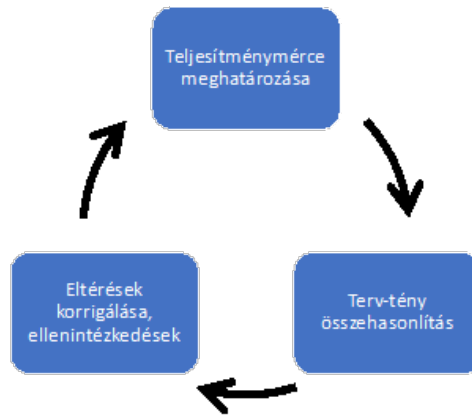 Teljesítménymérce
meghatározása
Terv-tény
összehasonlítás
Eltérések
korrigálása,
ellenintézkedések